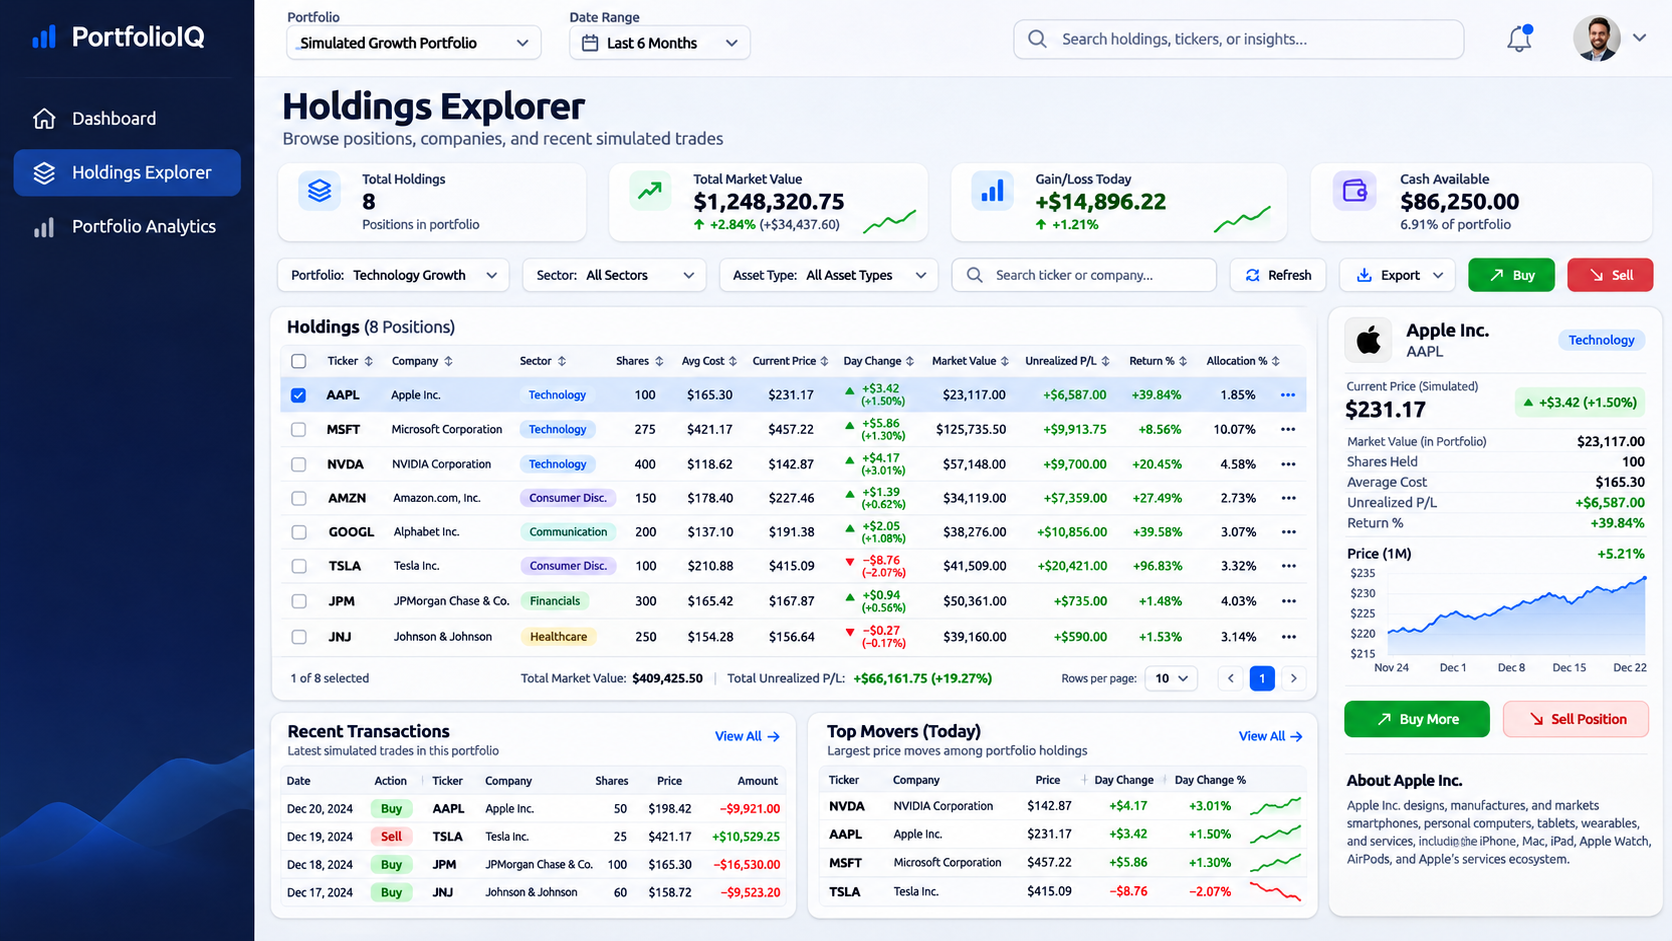 PortfolioIQ
Dashboard
Holdings Explorer
Portfolio Analytics
Portfolio
Simulated Growth Portfolio
Date Range
Last 6 Months
Search holdings, tickers, or insights...
Holdings Explorer
Browse positions, companies, and recent simulated trades
Total Holdings
8
Positions in portfolio
Total Market Value
$1,248,320.75
+2.84% (+$34,437.60)
Gain/Loss Today
+$14,896.22
+1.21%
Cash Available
$86,250.00
6.91% of portfolio
Portfolio: Technology Growth
Sector: All Sectors
Asset Type: All Asset Types
Search ticker or company...
Refresh
Export
Buy
Sell
Holdings (8 Positions)
Ticker Company Sector Shares Avg Cost Current Price Day Change Market Value Unrealized P/L Return % Allocation %
AAPL Apple Inc. Technology 100 $165.30 $231.17 +$3.42 (+1.50%) $23,117.00 +$6,587.00 +39.84% 1.85%
MSFT Microsoft Corporation Technology 275 $421.17 $457.22 +$5.86 (+1.30%) $125,735.50 +$9,913.75 +8.56% 10.07%
NVDA NVIDIA Corporation Technology 400 $118.62 $142.87 +$4.17 (+3.01%) $57,148.00 +$9,700.00 +20.45% 4.58%
AMZN Amazon.com, Inc. Consumer Disc. 150 $178.40 $227.46 +$1.39 (+0.62%) $34,119.00 +$7,359.00 +27.49% 2.73%
GOOGL Alphabet Inc. Communication 200 $137.10 $191.38 +$2.05 (+1.08%) $38,276.00 +$10,856.00 +39.58% 3.07%
TSLA Tesla Inc. Consumer Disc. 100 $210.88 $415.09 −$8.76 (−2.07%) $41,509.00 +$20,421.00 +96.83% 3.32%
JPM JPMorgan Chase & Co. Financials 300 $165.42 $167.87 +$0.94 (+0.56%) $50,361.00 +$735.00 +1.48% 4.03%
JNJ Johnson & Johnson Healthcare 250 $154.28 $156.64 −$0.27 (−0.17%) $39,160.00 +$590.00 +1.53% 3.14%
1 of 8 selected
Total Market Value: $409,425.50 | Total Unrealized P/L: +$66,161.75 (+19.27%)
Rows per page: 10
1
Recent Transactions
Latest simulated trades in this portfolio
View All
Date Action Ticker Company Shares Price Amount
Dec 20, 2024 Buy AAPL Apple Inc. 50 $198.42 −$9,921.00
Dec 19, 2024 Sell TSLA Tesla Inc. 25 $421.17 +$10,529.25
Dec 18, 2024 Buy JPM JPMorgan Chase & Co. 100 $165.30 −$16,530.00
Dec 17, 2024 Buy JNJ Johnson & Johnson 60 $158.72 −$9,523.20
Top Movers (Today)
Largest price moves among portfolio holdings
View All
Ticker Company Price Day Change Day Change %
NVDA NVIDIA Corporation $142.87 +$4.17 +3.01%
AAPL Apple Inc. $231.17 +$3.42 +1.50%
MSFT Microsoft Corporation $457.22 +$5.86 +1.30%
TSLA Tesla Inc. $415.09 −$8.76 −2.07%
Apple Inc.
AAPL
Technology
Current Price (Simulated)
$231.17
+$3.42 (+1.50%)
Market Value (in Portfolio) $23,117.00
Shares Held 100
Average Cost $165.30
Unrealized P/L +$6,587.00
Return % +39.84%
Price (1M) +5.21%
$235
$230
$225
$220
$215
Nov 24 Dec 1 Dec 8 Dec 15 Dec 22
Buy More
Sell Position
About Apple Inc.
Apple Inc. designs, manufactures, and markets
smartphones, personal computers, tablets, wearables,
and services, including the iPhone, Mac, iPad, Apple Watch,
AirPods, and Apple's services ecosystem.